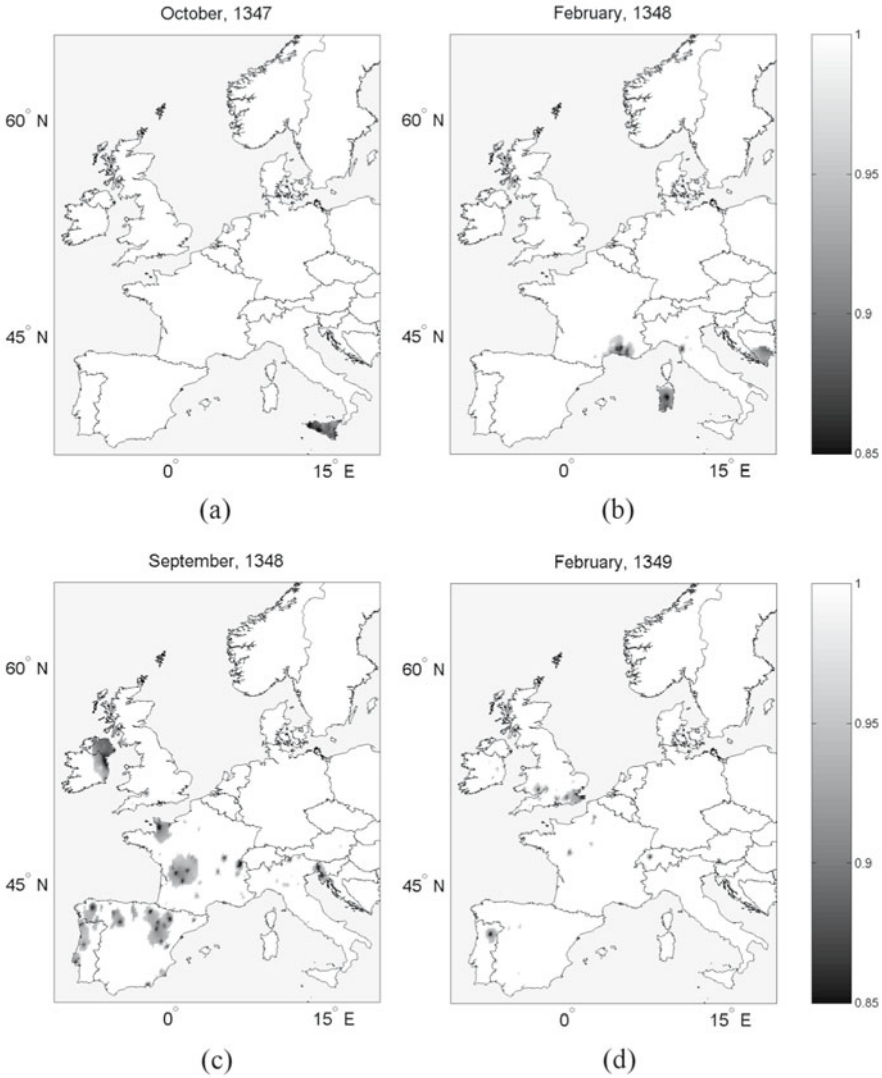 October, 1347
February, 1348
60° N
45° N
0°
15° E
(a)
60° N
45° N
0°
15° E
(b)
1
0.95
0.9
0.85
September, 1348
February, 1349
60° N
45° N
0°
15° E
(c)
60° N
45° N
0°
15° E
(d)
1
0.95
0.9
0.85